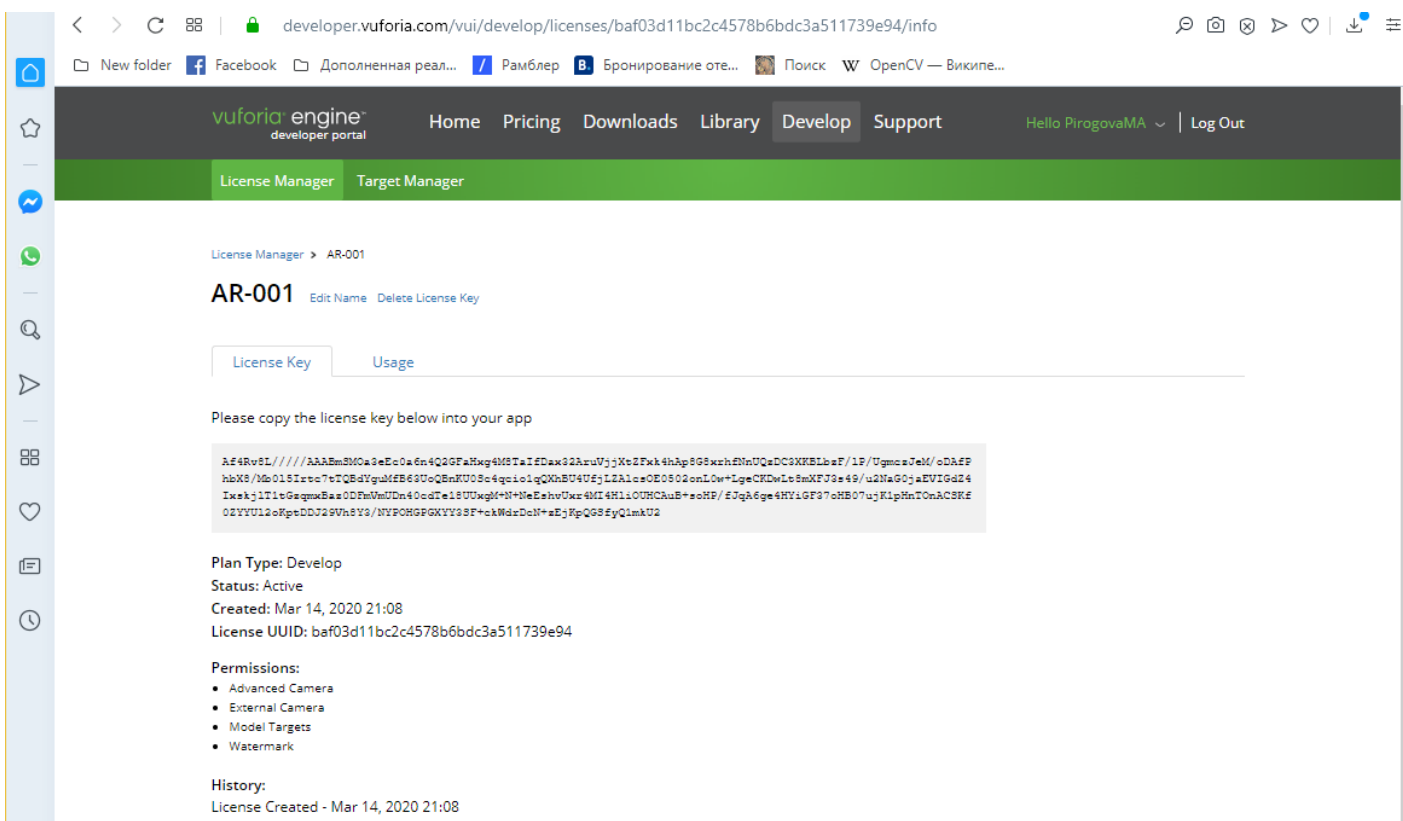 developer.vuforia.com/vui/develop/licenses/baf03d11bc2c4578b6bdc3a511739e94/info
New folder Facebook Дополненная реал... Рамблер B. Бронирование оте... Поиск W OpenCV — Википе...
vuforia engine™ Home Pricing Downloads Library Develop Support Hello PirogovaMA | Log Out
developer portal
License Manager Target Manager
License Manager > AR-001
AR-001 Edit Name Delete License Key
License Key Usage
Please copy the license key below into your app
Plan Type: Develop
Status: Active
Created: Mar 14, 2020 21:08
License UUID: baf03d11bc2c4578b6bdc3a511739e94
Permissions:
• Advanced Camera
• External Camera
• Model Targets
• Watermark
History:
License Created - Mar 14, 2020 21:08